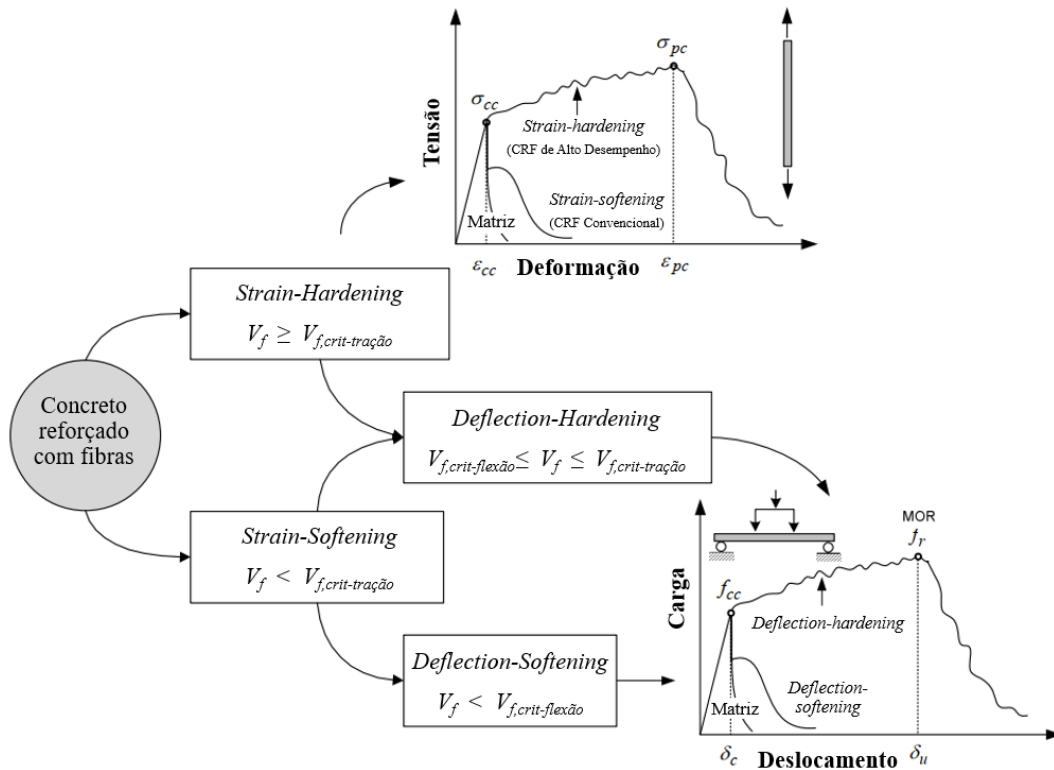 σpc
σcc
Tensão
Strain-hardening
(CRF de Alto Desempenho)
Strain-softening
(CRF Convencional)
Matriz
εcc
Deformação
εpc
Strain-Hardening
Vf ≥ Vf,crit-tração
Concreto
reforçado
com fibras
Deflection-Hardening
Vf,crit-flexão ≤ Vf ≤ Vf,crit-tração
Strain-Softening
Vf < Vf,crit-tração
Deflection-Softening
Vf < Vf,crit-flexão
MOR
fr
fcc
Carga
Deflection-hardening
Deflection-
softening
Matriz
δc
Deslocamento
δu